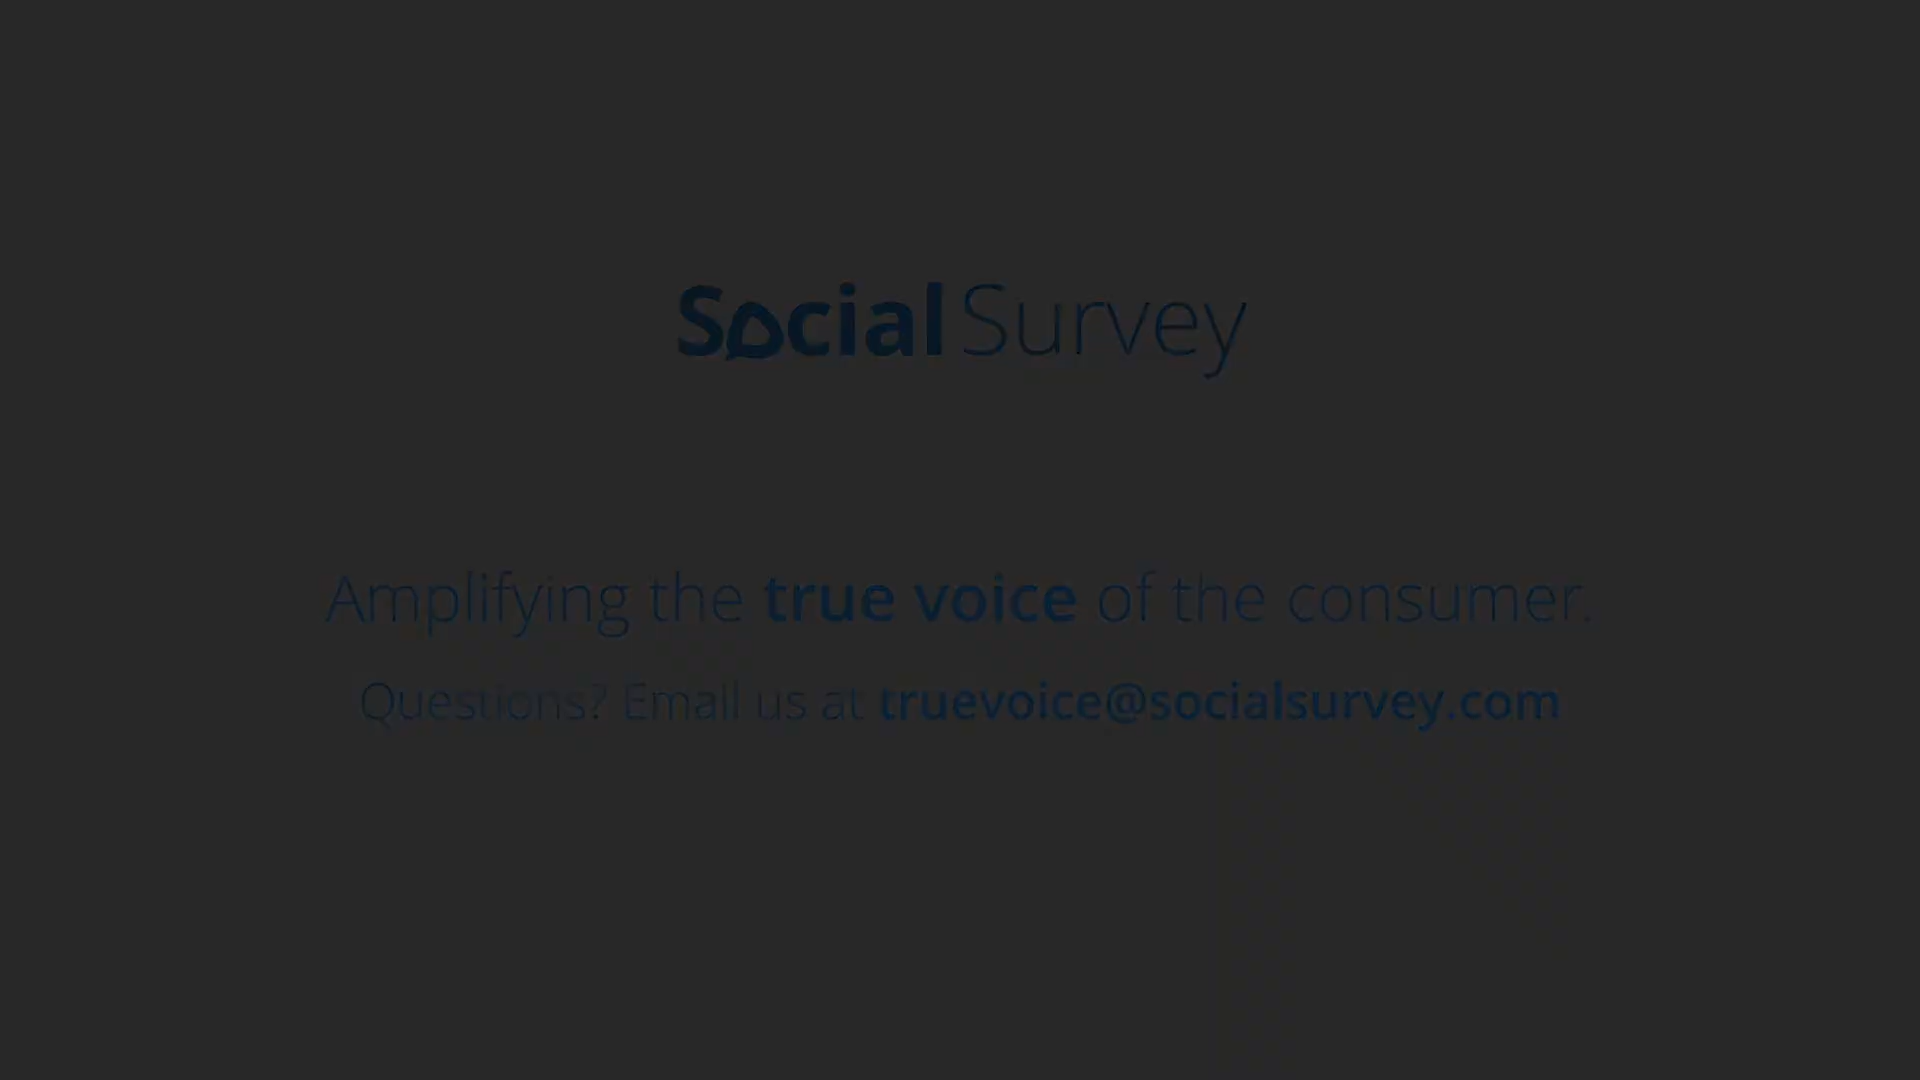 Social Survey
Amplifying the true voice of the consumer.
Questions? Email us at truevoice@socialsurvey.com